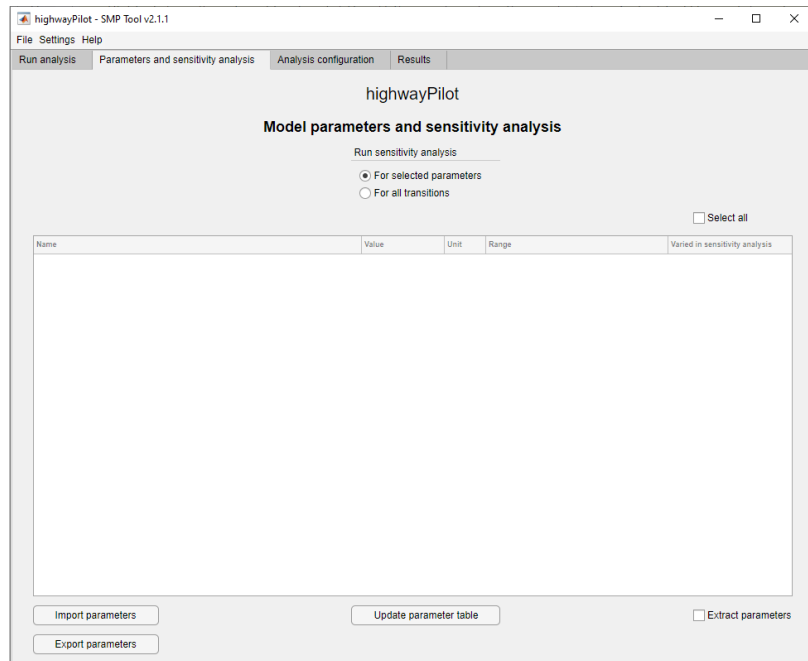 highwayPilot - SMP Tool v2.1.1
File Settings Help
Run analysis Parameters and sensitivity analysis Analysis configuration Results
highwayPilot
Model parameters and sensitivity analysis
Run sensitivity analysis
For selected parameters
For all transitions
Select all
Name Value Unit Range Varied in sensitivity analysis
Import parameters Update parameter table Extract parameters
Export parameters